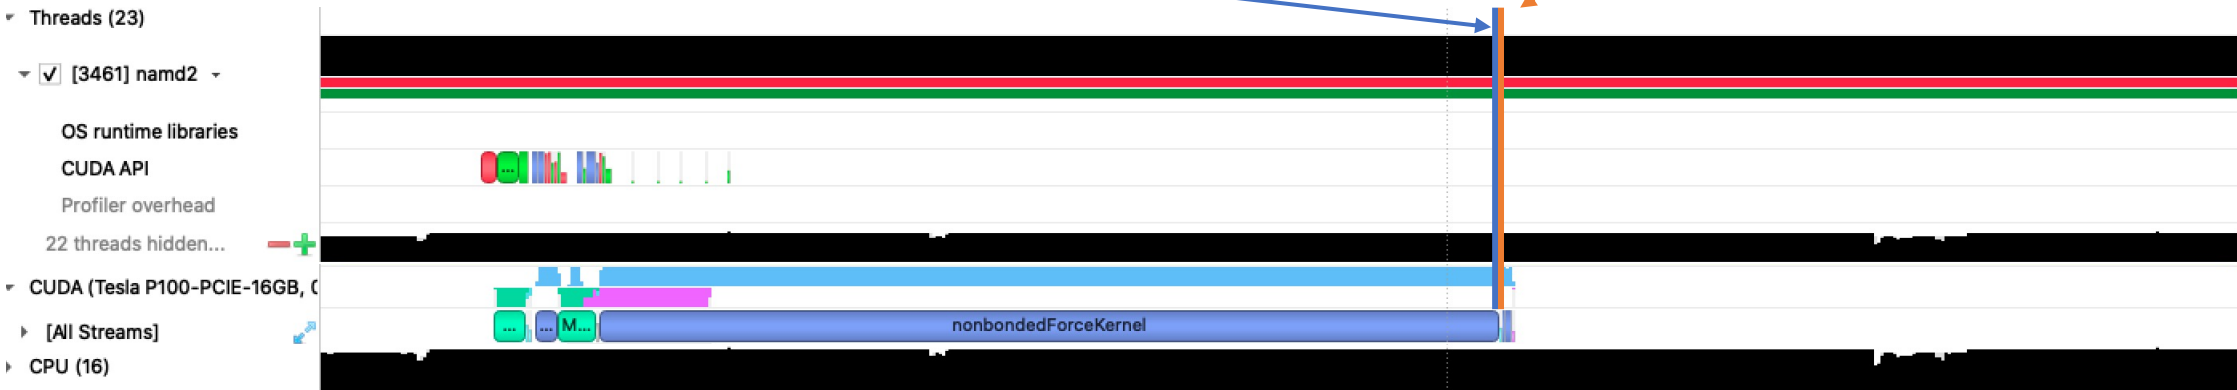 Threads (23)
[3461] namd2
OS runtime libraries
CUDA API
...
Profiler overhead
22 threads hidden...
CUDA (Tesla P100-PCIE-16GB, 0
[All Streams]
... ... M... nonbondedForceKernel
CPU (16)